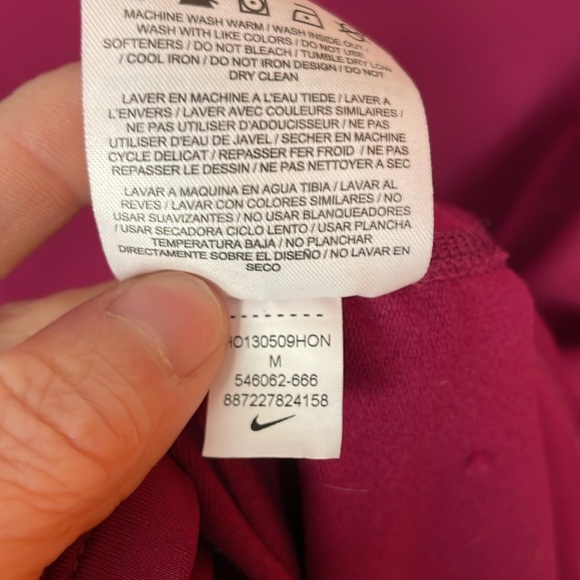 MACHINE WASH WARM / WASH INSIDE OUT /
WASH WITH LIKE COLORS / DO NOT USE
SOFTENERS / DO NOT BLEACH / TUMBLE DRY LOW
/ COOL IRON / DO NOT IRON DESIGN / DO NOT
DRY CLEAN
LAVER EN MACHINE A L'EAU TIEDE / LAVER A
L'ENVERS / LAVER AVEC COULEURS SIMILAIRES /
NE PAS UTILISER D'ADOUCISSEUR / NE PAS
UTILISER D'EAU DE JAVEL / SECHER EN MACHINE
CYCLE DELICAT / REPASSER FER FROID / NE PAS
REPASSER LE DESSIN / NE PAS NETTOYER A SEC
LAVAR A MAQUINA EN AGUA TIBIA / LAVAR AL
REVES / LAVAR CON COLORES SIMILARES / NO
USAR SUAVIZANTES / NO USAR BLANQUEADORES
/ USAR SECADORA CICLO LENTO / USAR PLANCHA
TEMPERATURA BAJA / NO PLANCHAR
DIRECTAMENTE SOBRE EL DISEÑO / NO LAVAR EN
SECO
HO130509HON
M
546062-666
887227824158